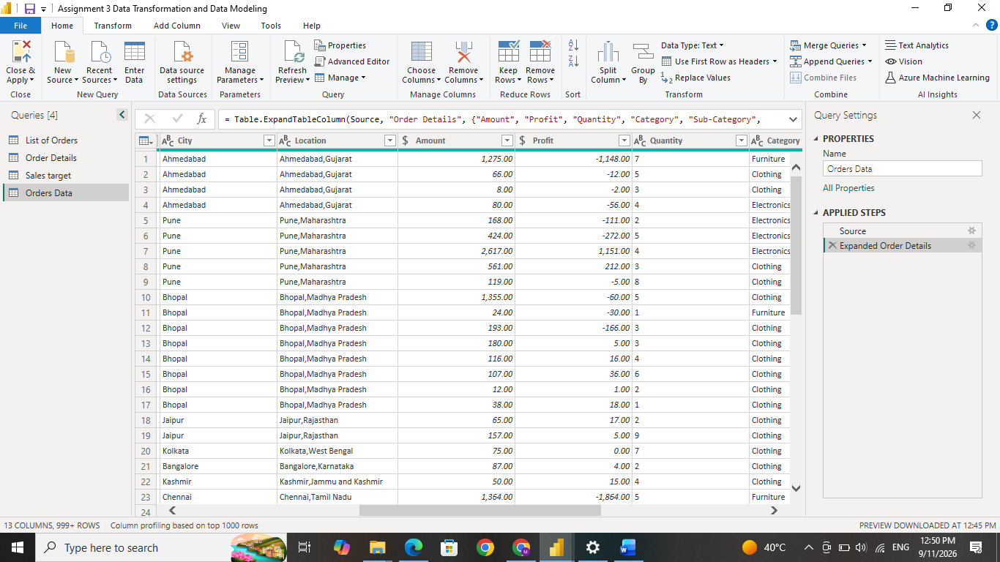 Assignment 3 Data Transformation and Data Modeling
File Home Transform Add Column View Tools Help
Close & Apply
New Source
Recent Sources
Enter Data
Data source settings
Manage Parameters
Refresh Preview
Properties
Advanced Editor
Manage
Choose Columns
Remove Columns
Keep Rows
Remove Rows
Split Column
Group By
Data Type: Text
Use First Row as Headers
Replace Values
Merge Queries
Append Queries
Combine Files
Text Analytics
Vision
Azure Machine Learning
Close New Query Data Sources Parameters Query Manage Columns Reduce Rows Sort Transform Combine AI Insights
Queries [4]
List of Orders
Order Details
Sales target
Orders Data
= Table.ExpandTableColumn(Source, "Order Details", {"Amount", "Profit", "Quantity", "Category", "Sub-Category",
City Location Amount Profit Quantity Category
1 Ahmedabad Ahmedabad,Gujarat 1,275.00 -1,148.00 7 Furniture
2 Ahmedabad Ahmedabad,Gujarat 66.00 -12.00 5 Clothing
3 Ahmedabad Ahmedabad,Gujarat 8.00 -2.00 3 Clothing
4 Ahmedabad Ahmedabad,Gujarat 80.00 -56.00 4 Electronics
5 Pune Pune,Maharashtra 168.00 -111.00 2 Electronics
6 Pune Pune,Maharashtra 424.00 -272.00 5 Electronics
7 Pune Pune,Maharashtra 2,617.00 1,151.00 4 Electronics
8 Pune Pune,Maharashtra 561.00 212.00 3 Clothing
9 Pune Pune,Maharashtra 119.00 -5.00 8 Clothing
10 Bhopal Bhopal,Madhya Pradesh 1,355.00 -60.00 5 Clothing
11 Bhopal Bhopal,Madhya Pradesh 24.00 -30.00 1 Furniture
12 Bhopal Bhopal,Madhya Pradesh 193.00 -166.00 3 Clothing
13 Bhopal Bhopal,Madhya Pradesh 180.00 5.00 3 Clothing
14 Bhopal Bhopal,Madhya Pradesh 116.00 16.00 4 Clothing
15 Bhopal Bhopal,Madhya Pradesh 107.00 36.00 6 Clothing
16 Bhopal Bhopal,Madhya Pradesh 12.00 1.00 2 Clothing
17 Bhopal Bhopal,Madhya Pradesh 38.00 18.00 1 Clothing
18 Jaipur Jaipur,Rajasthan 65.00 17.00 2 Clothing
19 Jaipur Jaipur,Rajasthan 157.00 5.00 9 Clothing
20 Kolkata Kolkata,West Bengal 75.00 0.00 7 Clothing
21 Bangalore Bangalore,Karnataka 87.00 4.00 2 Clothing
22 Kashmir Kashmir,Jammu and Kashmir 50.00 15.00 4 Clothing
23 Chennai Chennai,Tamil Nadu 1,364.00 -1,864.00 5 Furniture
24
Query Settings
PROPERTIES
Name
Orders Data
All Properties
APPLIED STEPS
Source
Expanded Order Details
13 COLUMNS, 999+ ROWS Column profiling based on top 1000 rows PREVIEW DOWNLOADED AT 12:45 PM
Type here to search
40°C
ENG
12:50 PM
9/11/2026